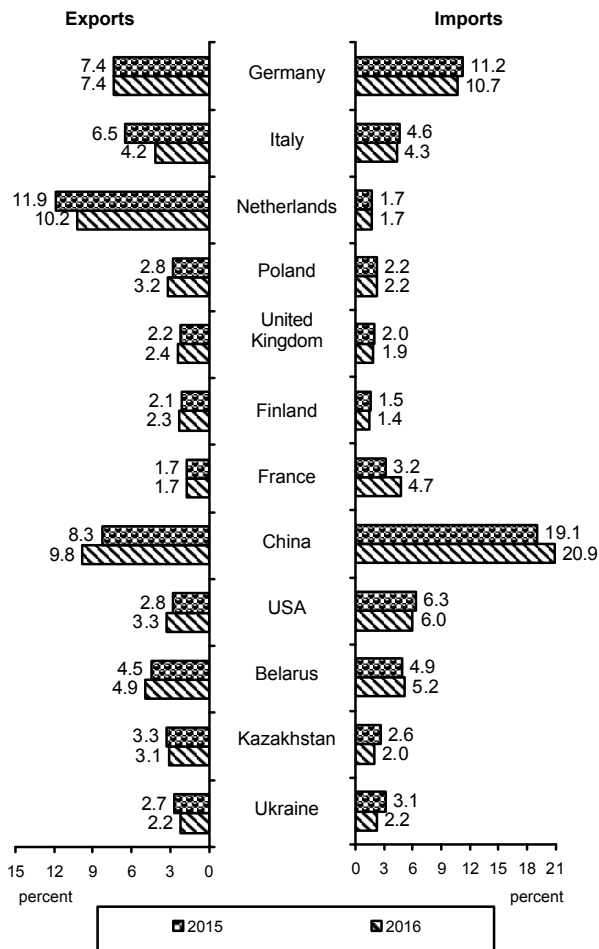 Exports Imports
7.4 Germany 11.2
7.4 10.7
6.5 Italy 4.6
4.2 4.3
11.9 Netherlands 1.7
10.2 1.7
2.8 Poland 2.2
3.2 2.2
United
2.2 Kingdom 2.0
2.4 1.9
2.1 Finland 1.5
2.3 1.4
1.7 France 3.2
1.7 4.7
8.3 China 19.1
9.8 20.9
2.8 USA 6.3
3.3 6.0
4.5 Belarus 4.9
4.9 5.2
3.3 Kazakhstan 2.6
3.1 2.0
2.7 Ukraine 3.1
2.2 2.2
15 12 9 6 3 0 0 3 6 9 12 15 18 21
percent percent
2015 2016